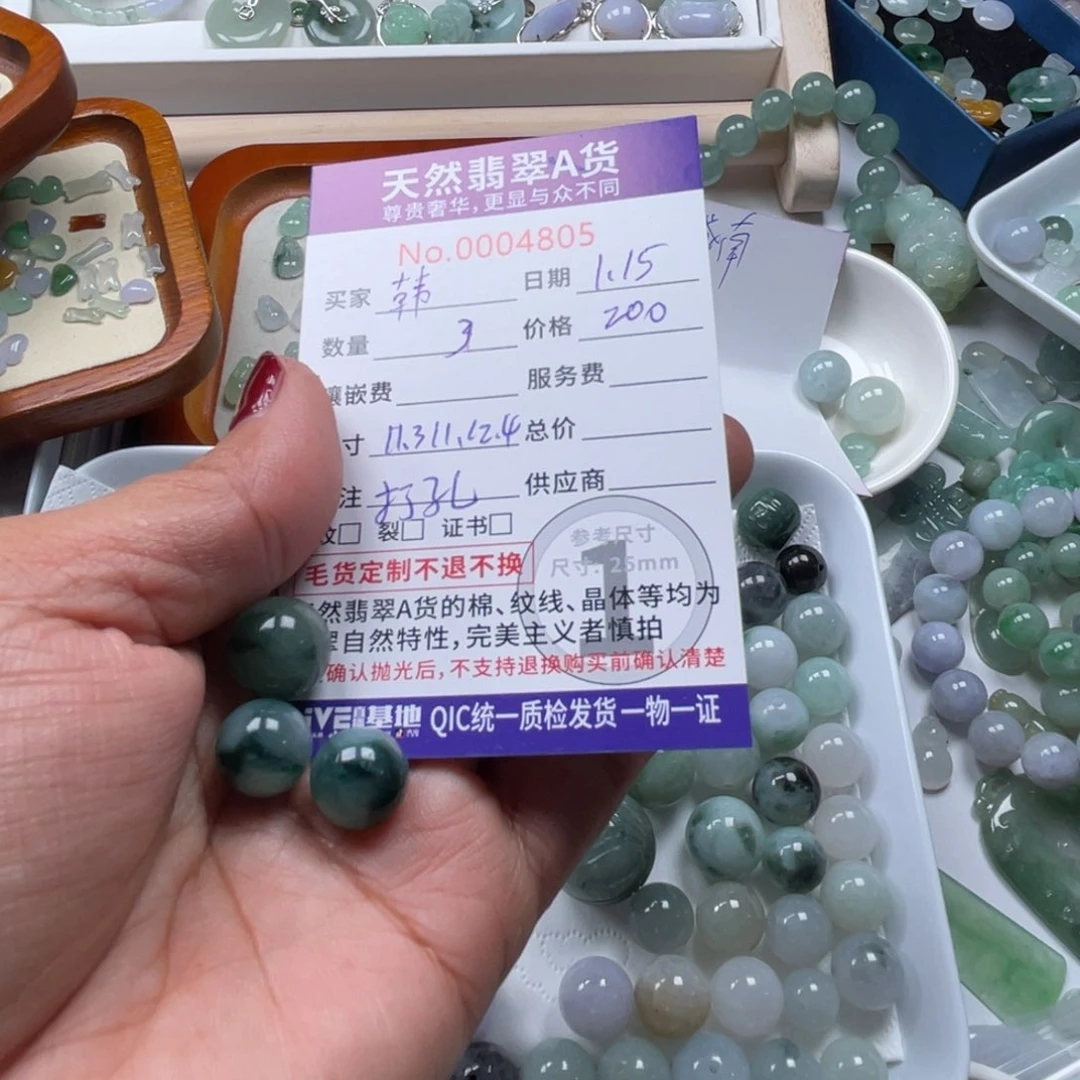 天然翡翠A货
尊贵奢华,更显与众不同
No.0004805
买家 韩 日期 1.15
数量 3 价格 200
镶嵌费 服务费
寸 11.311.12.4 总价
注 打孔 供应商
纹□ 裂□ 证书□
参考尺寸
尺寸:25mm
1
毛货定制不退不换
然翡翠A货的棉、纹线、晶体等均为
翠自然特性,完美主义者慎拍
确认抛光后,不支持退换购买前确认清楚
基地 QIC统一质检发货一物一证
南